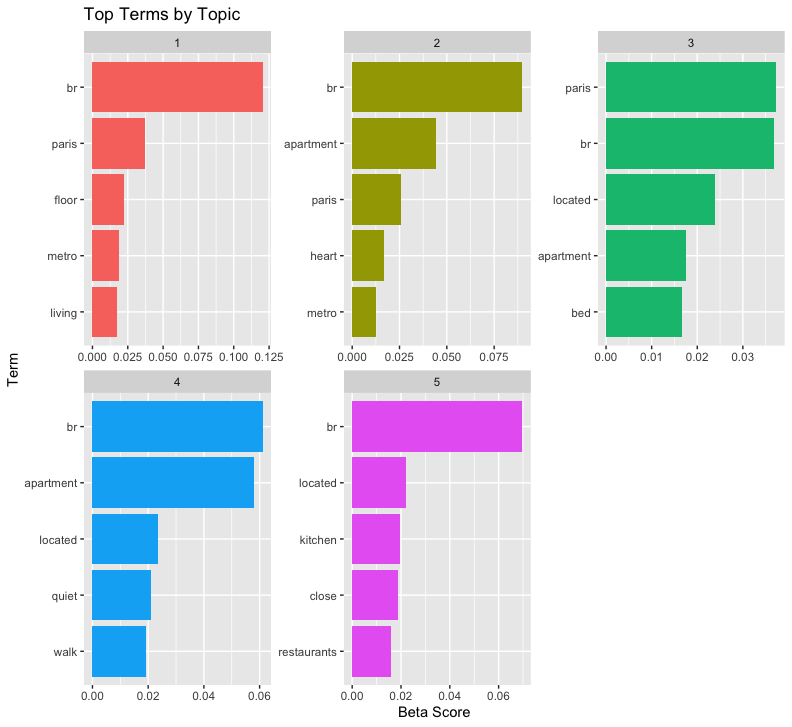 Top Terms by Topic
1
br
paris
floor
metro
living
0.000 0.025 0.050 0.075 0.100 0.125
2
br
apartment
paris
heart
metro
0.000 0.025 0.050 0.075
3
paris
br
located
apartment
bed
0.00 0.01 0.02 0.03
Term
4
br
apartment
located
quiet
walk
0.00 0.02 0.04 0.06
5
br
located
kitchen
close
restaurants
0.00 0.02 0.04 0.06
Beta Score